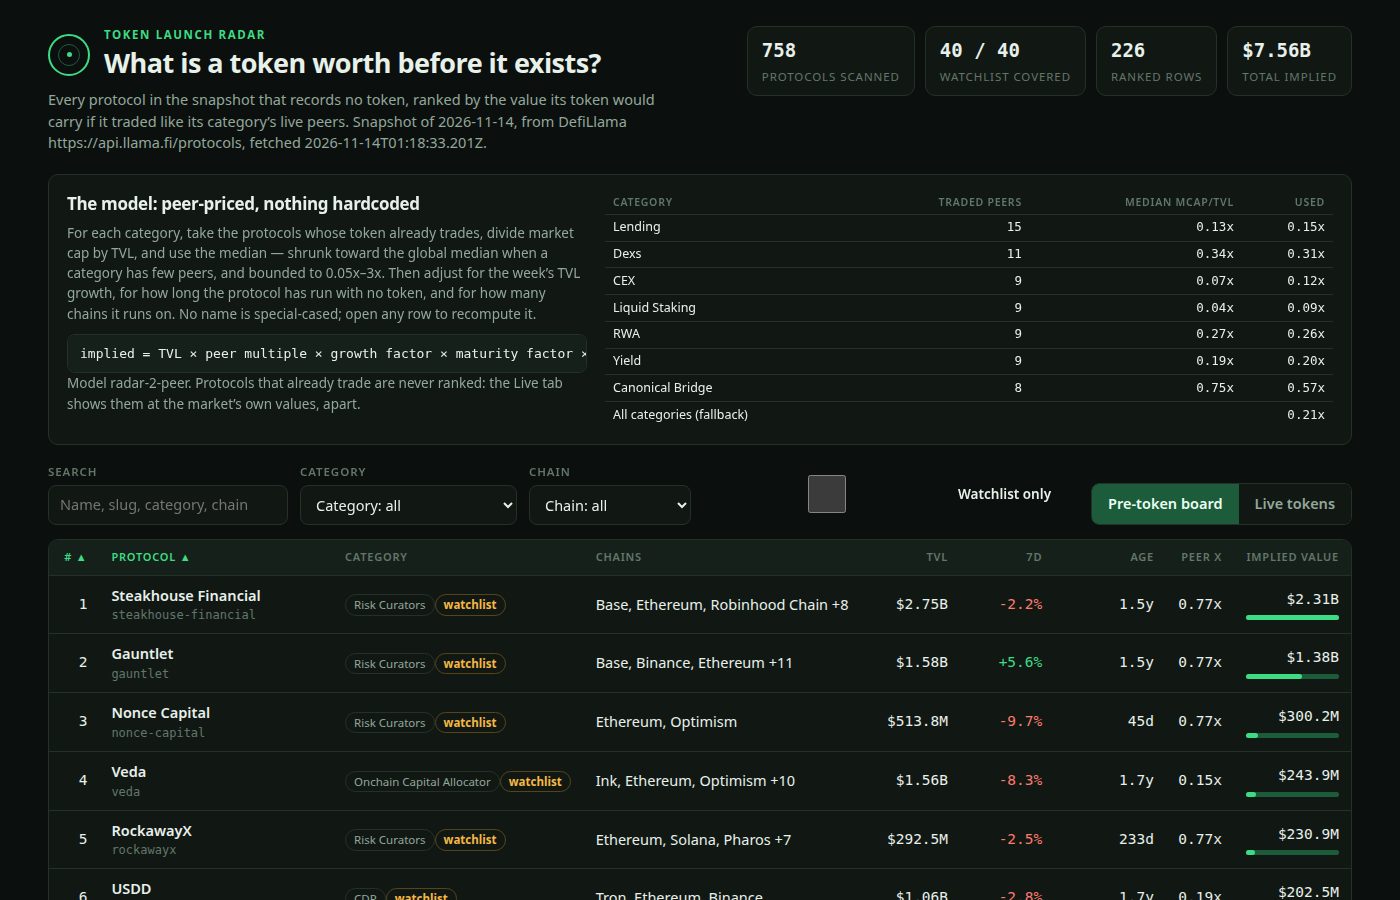 TOKEN LAUNCH RADAR
What is a token worth before it exists?
Every protocol in the snapshot that records no token, ranked by the value its token would
carry if it traded like its category’s live peers. Snapshot of 2026-11-14, from DefiLlama
https://api.llama.fi/protocols, fetched 2026-11-14T01:18:33.201Z.
758
PROTOCOLS SCANNED
40 / 40
WATCHLIST COVERED
226
RANKED ROWS
$7.56B
TOTAL IMPLIED
The model: peer-priced, nothing hardcoded
For each category, take the protocols whose token already trades, divide market
cap by TVL, and use the median — shrunk toward the global median when a
category has few peers, and bounded to 0.05x–3x. Then adjust for the week’s TVL
growth, for how long the protocol has run with no token, and for how many
chains it runs on. No name is special-cased; open any row to recompute it.
implied = TVL × peer multiple × growth factor × maturity factor ×
Model radar-2-peer. Protocols that already trade are never ranked: the Live tab
shows them at the market’s own values, apart.
CATEGORY TRADED PEERS MEDIAN MCAP/TVL USED
Lending 15 0.13x 0.15x
Dexs 11 0.34x 0.31x
CEX 9 0.07x 0.12x
Liquid Staking 9 0.04x 0.09x
RWA 9 0.27x 0.26x
Yield 9 0.19x 0.20x
Canonical Bridge 8 0.75x 0.57x
All categories (fallback) 0.21x
SEARCH
Name, slug, category, chain
CATEGORY
Category: all
CHAIN
Chain: all
Watchlist only
Pre-token board
Live tokens
# ▲ PROTOCOL ▲ CATEGORY CHAINS TVL 7D AGE PEER X IMPLIED VALUE
1 Steakhouse Financial Risk Curators watchlist Base, Ethereum, Robinhood Chain +8 $2.75B -2.2% 1.5y 0.77x $2.31B
steakhouse-financial
2 Gauntlet Risk Curators watchlist Base, Binance, Ethereum +11 $1.58B +5.6% 1.5y 0.77x $1.38B
gauntlet
3 Nonce Capital Risk Curators watchlist Ethereum, Optimism $513.8M -9.7% 45d 0.77x $300.2M
nonce-capital
4 Veda Onchain Capital Allocator watchlist Ink, Ethereum, Optimism +10 $1.56B -8.3% 1.7y 0.15x $243.9M
veda
5 RockawayX Risk Curators watchlist Ethereum, Solana, Pharos +7 $292.5M -2.5% 233d 0.77x $230.9M
rockawayx
6 USDD CDP watchlist Tron, Ethereum, Binance $1.06B -2.8% 1.7y 0.19x $202.5M